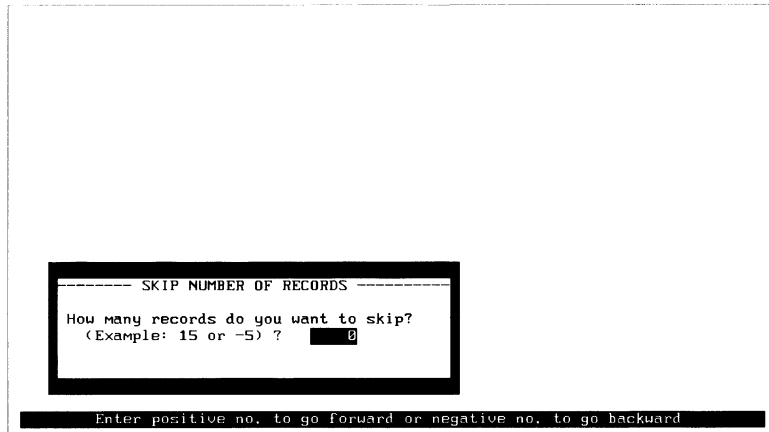 -------- SKIP NUMBER OF RECORDS ----------
How many records do you want to skip?
(Example: 15 or -5) ? 0
Enter positive no. to go forward or negative no. to go backward